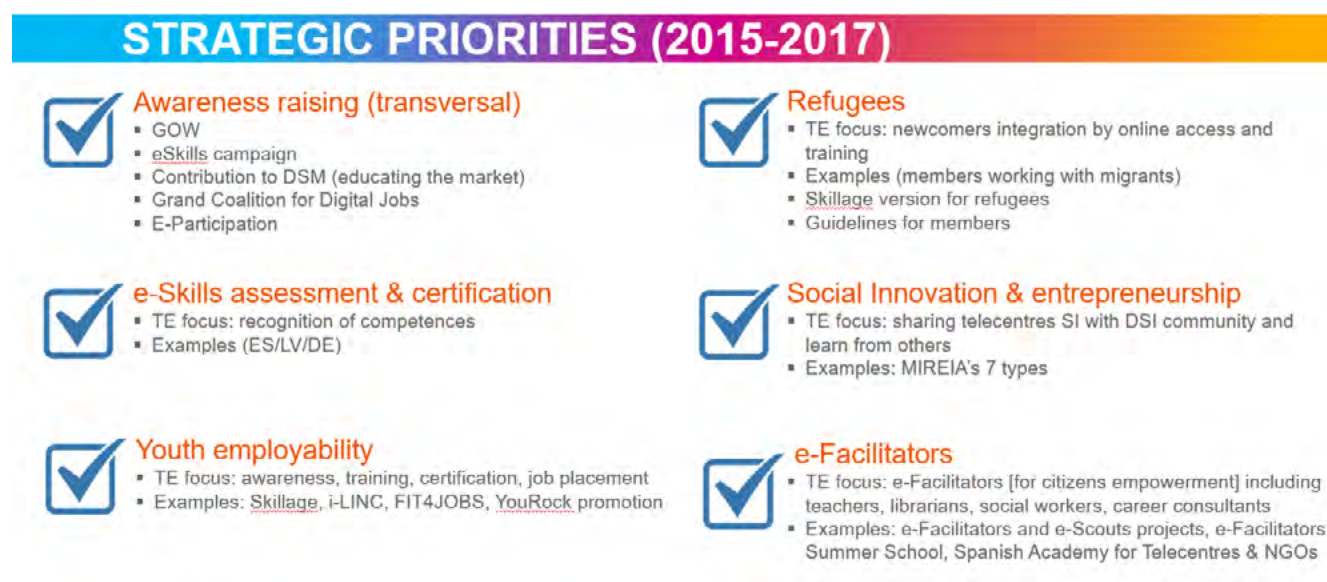 STRATEGIC PRIORITIES (2015-2017)
Awareness raising (transversal)
▪ GOW
▪ eSkills campaign
▪ Contribution to DSM (educating the market)
▪ Grand Coalition for Digital Jobs
▪ E-Participation
e-Skills assessment & certification
▪ TE focus: recognition of competences
▪ Examples (ES/LV/DE)
Youth employability
▪ TE focus: awareness, training, certification, job placement
▪ Examples: Skillage, i-LINC, FIT4JOBS, YouRock promotion
Refugees
▪ TE focus: newcomers integration by online access and
training
▪ Examples (members working with migrants)
▪ Skillage version for refugees
▪ Guidelines for members
Social Innovation & entrepreneurship
▪ TE focus: sharing telecentres SI with DSI community and
learn from others
▪ Examples: MIREIA's 7 types
e-Facilitators
▪ TE focus: e-Facilitators [for citizens empowerment] including
teachers, librarians, social workers, career consultants
▪ Examples: e-Facilitators and e-Scouts projects, e-Facilitators
Summer School, Spanish Academy for Telecentres & NGOs